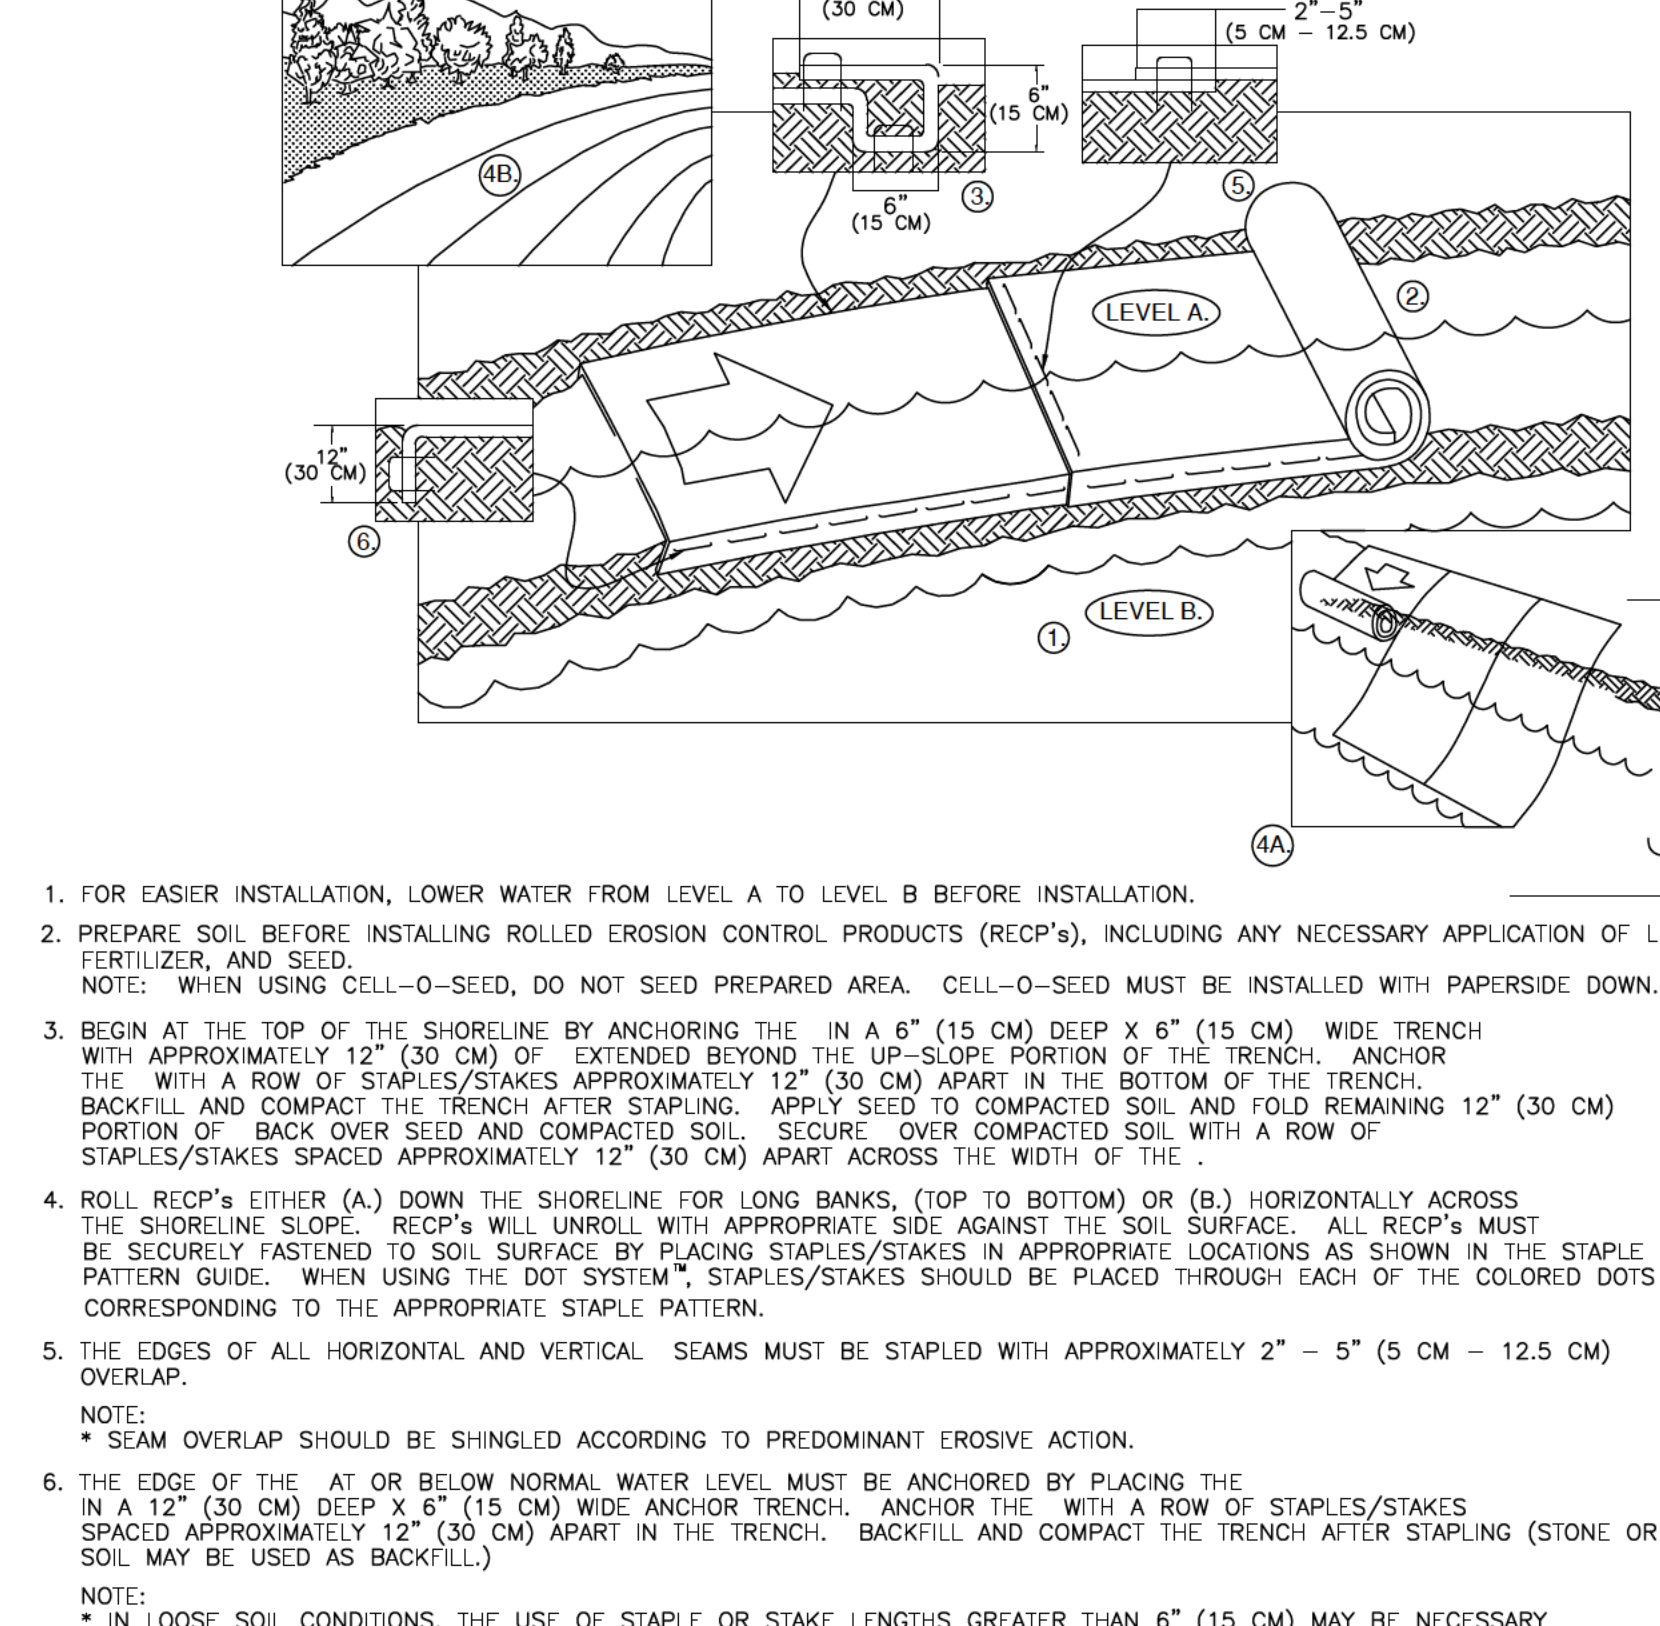 (30 CM)
2"-5"
(5 CM – 12.5 CM)
6"
(15 CM)
4B.
3.
5.
6"
(15 CM)
LEVEL A.
2.
12"
(30 CM)
6.
LEVEL B.
1.
4A.
1. FOR EASIER INSTALLATION, LOWER WATER FROM LEVEL A TO LEVEL B BEFORE INSTALLATION.
2. PREPARE SOIL BEFORE INSTALLING ROLLED EROSION CONTROL PRODUCTS (RECP's), INCLUDING ANY NECESSARY APPLICATION OF L
FERTILIZER, AND SEED.
NOTE: WHEN USING CELL–O–SEED, DO NOT SEED PREPARED AREA. CELL–O–SEED MUST BE INSTALLED WITH PAPERSIDE DOWN.
3. BEGIN AT THE TOP OF THE SHORELINE BY ANCHORING THE IN A 6" (15 CM) DEEP X 6" (15 CM) WIDE TRENCH
WITH APPROXIMATELY 12" (30 CM) OF EXTENDED BEYOND THE UP–SLOPE PORTION OF THE TRENCH. ANCHOR
THE WITH A ROW OF STAPLES/STAKES APPROXIMATELY 12" (30 CM) APART IN THE BOTTOM OF THE TRENCH.
BACKFILL AND COMPACT THE TRENCH AFTER STAPLING. APPLY SEED TO COMPACTED SOIL AND FOLD REMAINING 12" (30 CM)
PORTION OF BACK OVER SEED AND COMPACTED SOIL. SECURE OVER COMPACTED SOIL WITH A ROW OF
STAPLES/STAKES SPACED APPROXIMATELY 12" (30 CM) APART ACROSS THE WIDTH OF THE .
4. ROLL RECP's EITHER (A.) DOWN THE SHORELINE FOR LONG BANKS, (TOP TO BOTTOM) OR (B.) HORIZONTALLY ACROSS
THE SHORELINE SLOPE. RECP's WILL UNROLL WITH APPROPRIATE SIDE AGAINST THE SOIL SURFACE. ALL RECP's MUST
BE SECURELY FASTENED TO SOIL SURFACE BY PLACING STAPLES/STAKES IN APPROPRIATE LOCATIONS AS SHOWN IN THE STAPLE
PATTERN GUIDE. WHEN USING THE DOT SYSTEM™, STAPLES/STAKES SHOULD BE PLACED THROUGH EACH OF THE COLORED DOTS
CORRESPONDING TO THE APPROPRIATE STAPLE PATTERN.
5. THE EDGES OF ALL HORIZONTAL AND VERTICAL SEAMS MUST BE STAPLED WITH APPROXIMATELY 2" – 5" (5 CM – 12.5 CM)
OVERLAP.
NOTE:
* SEAM OVERLAP SHOULD BE SHINGLED ACCORDING TO PREDOMINANT EROSIVE ACTION.
6. THE EDGE OF THE AT OR BELOW NORMAL WATER LEVEL MUST BE ANCHORED BY PLACING THE
IN A 12" (30 CM) DEEP X 6" (15 CM) WIDE ANCHOR TRENCH. ANCHOR THE WITH A ROW OF STAPLES/STAKES
SPACED APPROXIMATELY 12" (30 CM) APART IN THE TRENCH. BACKFILL AND COMPACT THE TRENCH AFTER STAPLING (STONE OR
SOIL MAY BE USED AS BACKFILL.)
NOTE:
* IN LOOSE SOIL CONDITIONS, THE USE OF STAPLE OR STAKE LENGTHS GREATER THAN 6" (15 CM) MAY BE NECESSARY